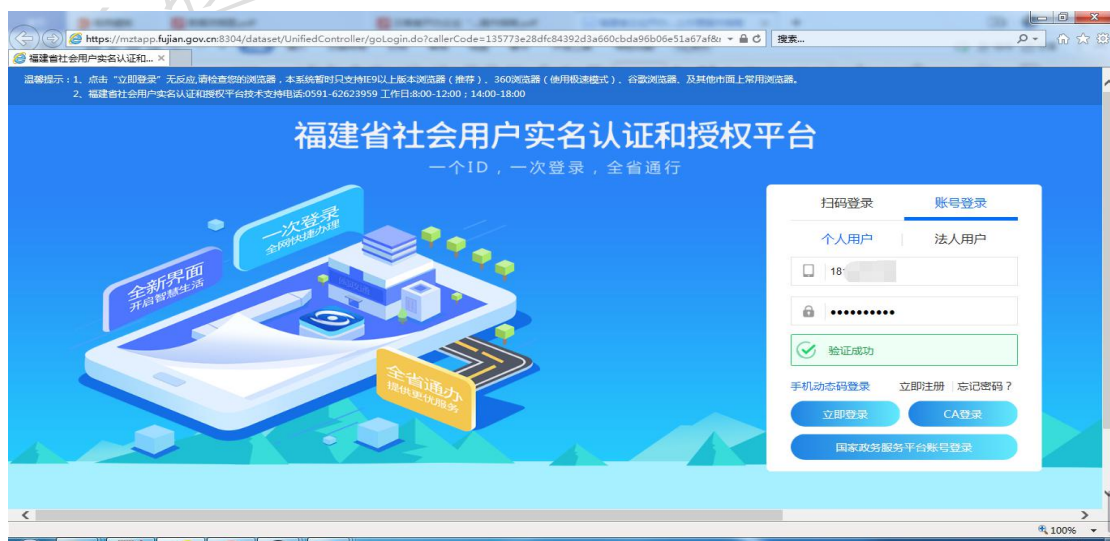 https://mztapp.fujian.gov.cn:8304/dataset/UnifiedController/goLogin.do?callerCode=135773e28dfc84392d3a660cbda96b06e51a67af8
搜索...
福建省社会用户实名认证和...
温馨提示：1、点击“立即登录”无反应,请检查您的浏览器，本系统暂时只支持IE9以上版本浏览器（推荐）、360浏览器（使用极速模式）、谷歌浏览器、及其他市面上常用浏览器。
2、福建省社会用户实名认证和授权平台技术支持电话:0591-62623959 工作日:8:00-12:00；14:00-18:00
福建省社会用户实名认证和授权平台
一个ID，一次登录，全省通行
扫码登录 账号登录
个人用户 法人用户
18
验证成功
手机动态码登录 立即注册 忘记密码？
立即登录 CA登录
国家政务服务平台账号登录
一次登录
全网快捷办理
全新界面
开启智慧生活
全省通办
提供更优服务
100%